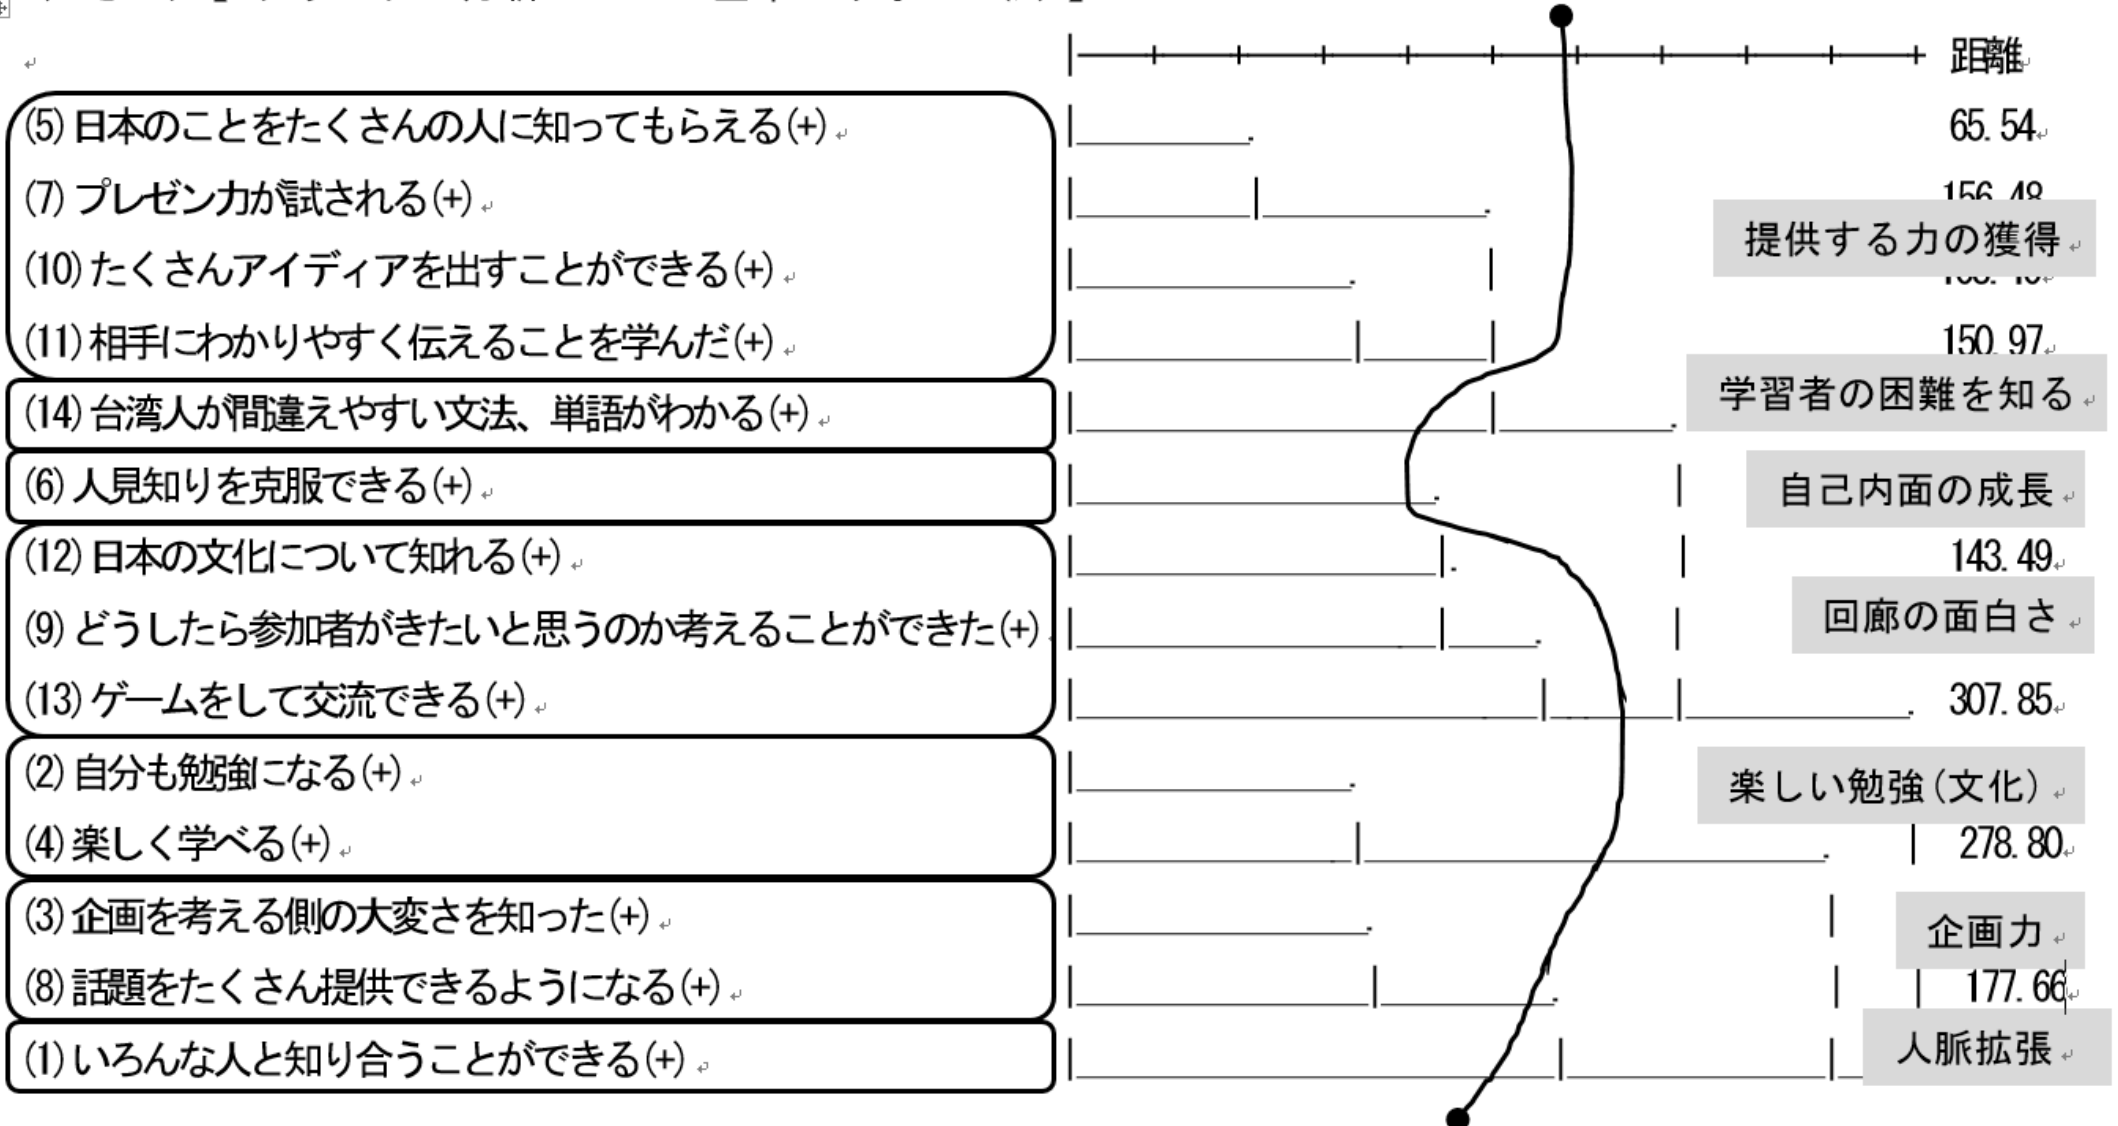 距離
(5) 日本のことをたくさんの人に知ってもらえる(+)
65.54
(7) プレゼン力が試される(+)
156.48
提供する力の獲得
(10) たくさんアイディアを出すことができる(+)
(11) 相手にわかりやすく伝えることを学んだ(+)
150.97
学習者の困難を知る
(14) 台湾人が間違えやすい文法、単語がわかる(+)
(6) 人見知りを克服できる(+)
自己内面の成長
(12) 日本の文化について知れる(+)
143.49
回廊の面白さ
(9) どうしたら参加者がきたいと思うのか考えることができた(+)
(13) ゲームをして交流できる(+)
307.85
(2) 自分も勉強になる(+)
楽しい勉強(文化)
(4) 楽しく学べる(+)
278.80
(3) 企画を考える側の大変さを知った(+)
企画力
(8) 話題をたくさん提供できるようになる(+)
177.66
(1) いろんな人と知り合うことができる(+)
人脈拡張